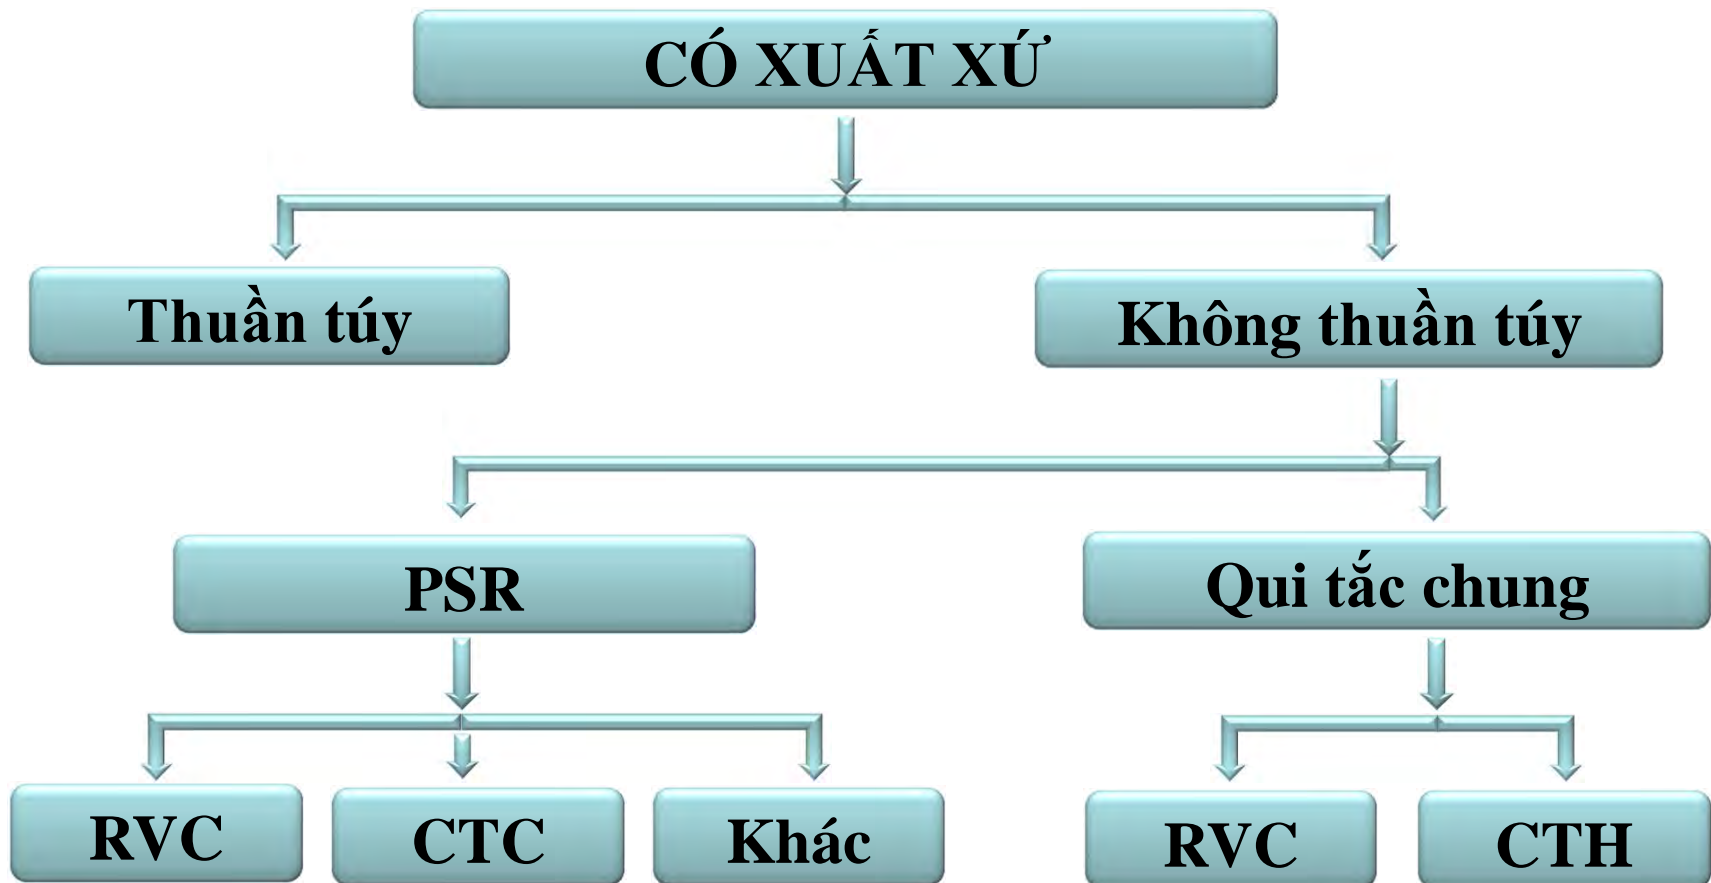 CÓ XUẤT XỨ
Thuần túy
Không thuần túy
PSR
Qui tắc chung
RVC
CTC
Khác
RVC
CTH